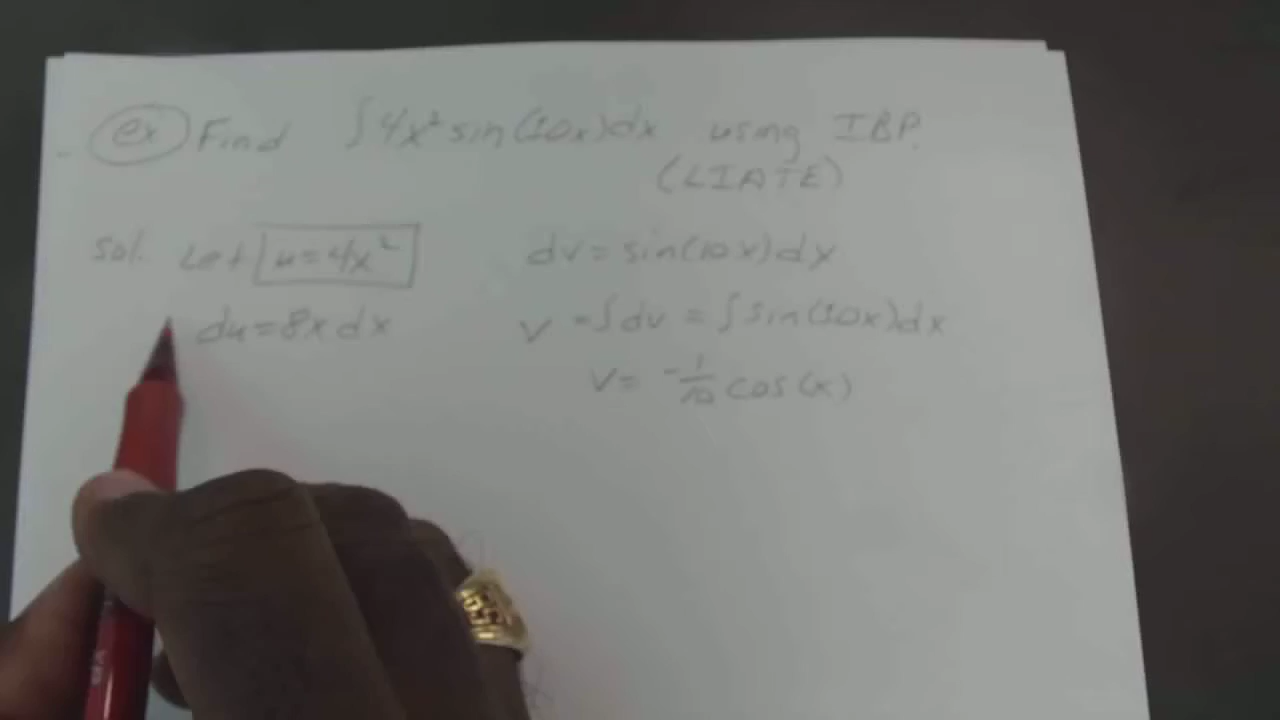 ex Find ∫4x² sin(10x)dx using IBP.
(LIATE)
Sol. Let u=4x² dv=sin(10x)dx
du=8x dx v=∫dv=∫sin(10x)dx
v=-1/10 cos(x)